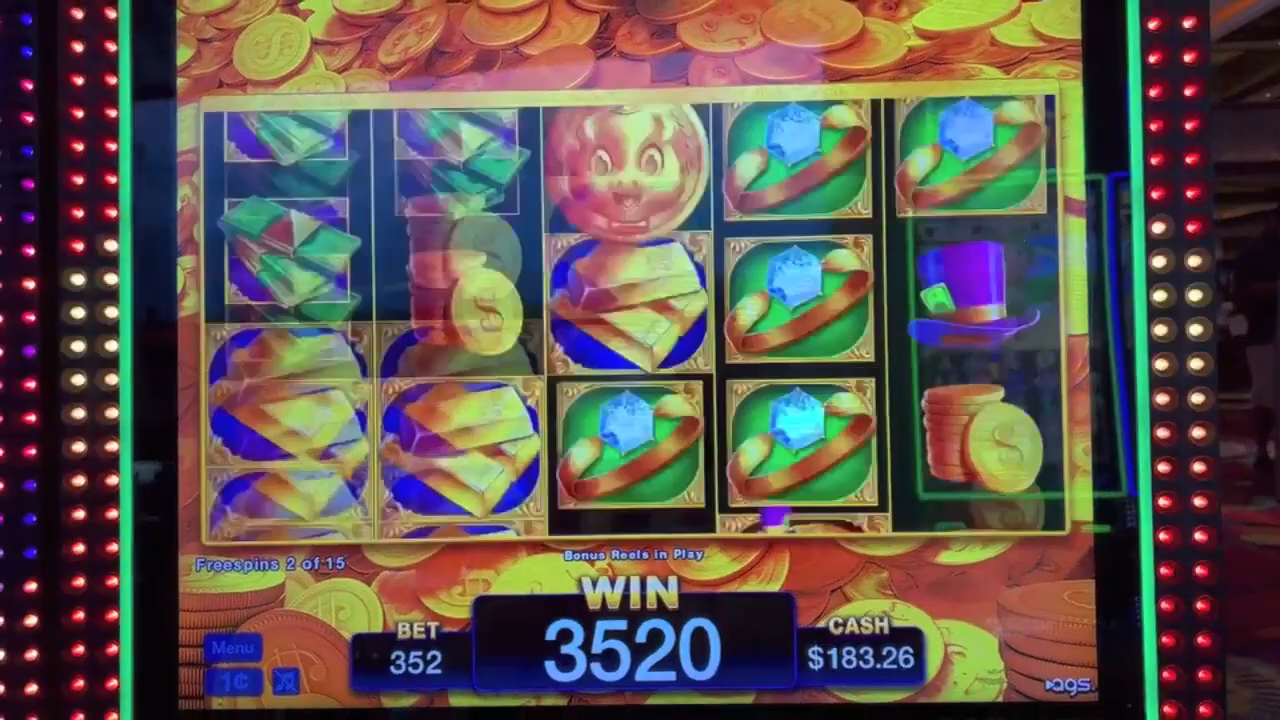 Freespins 2 of 15
Bonus Reels in Play
WIN
3520
BET
352
CASH
$183.26
Menu
1¢
ags